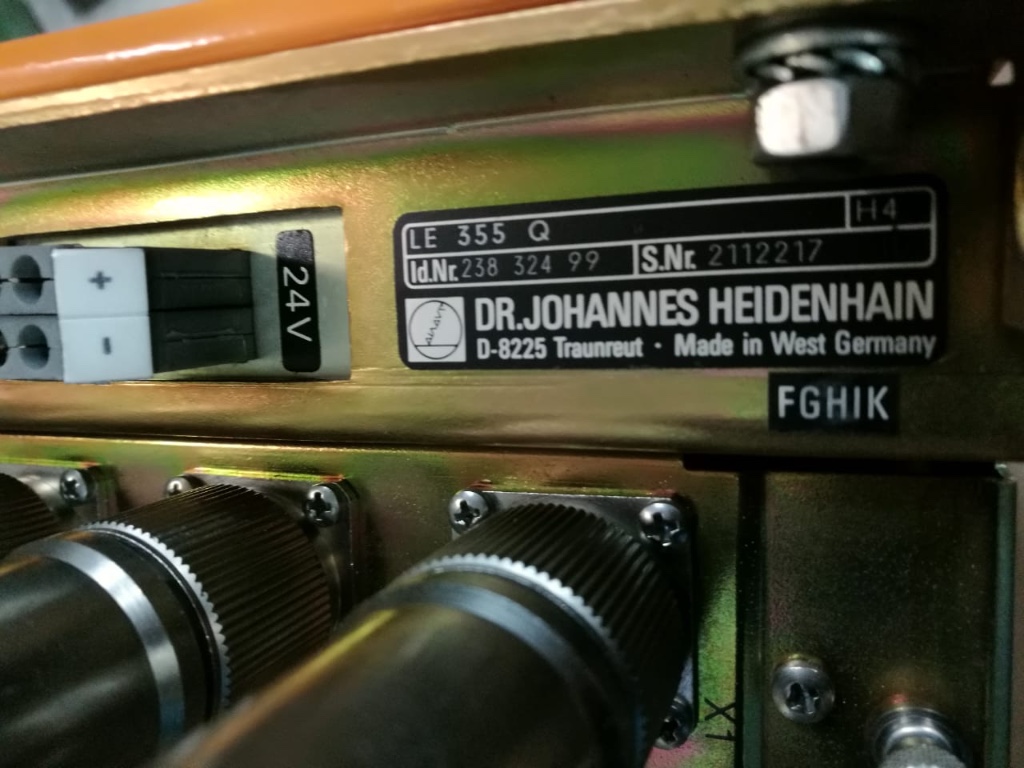 LE 355 Q H4
Id.Nr. 238 324 99 S.Nr. 2112217
DR.JOHANNES HEIDENHAIN
D-8225 Traunreut · Made in West Germany
FGHIK
+
-
24V
X1